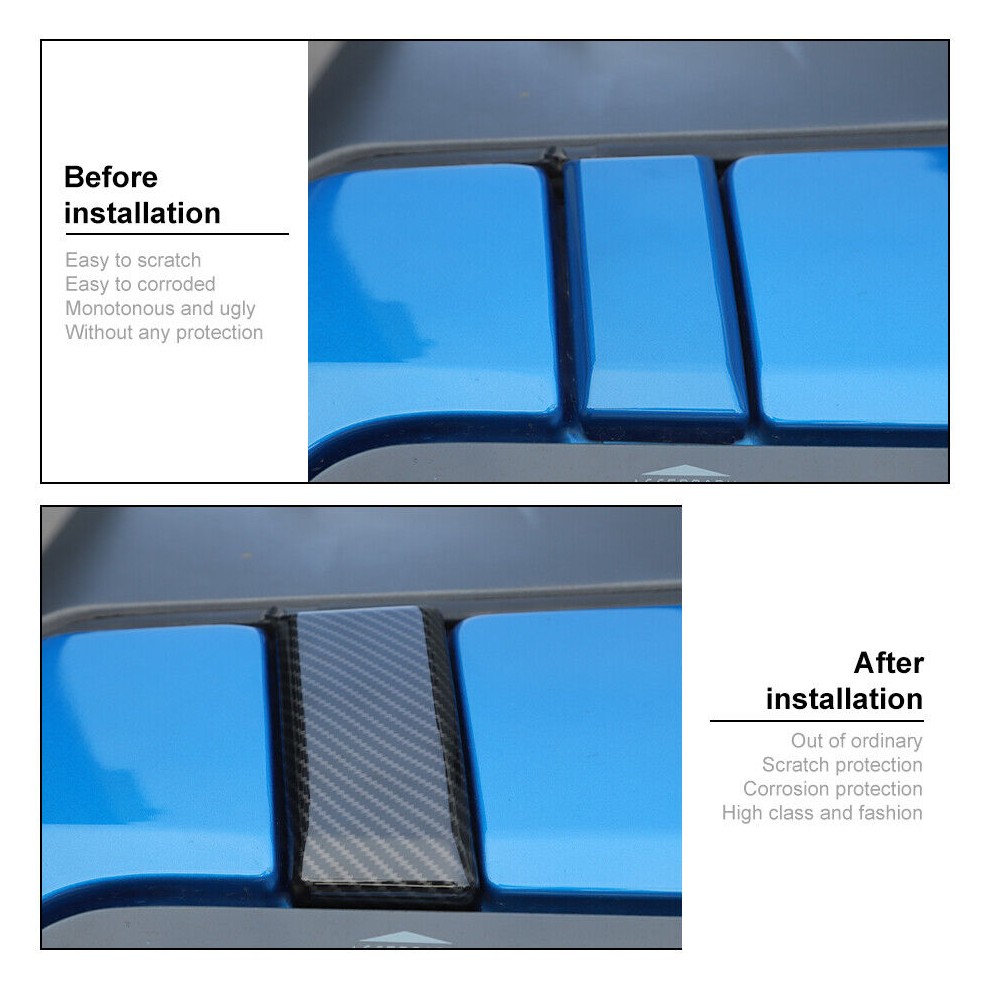 Before
installation
Easy to scratch
Easy to corroded
Monotonous and ugly
Without any protection
After
installation
Out of ordinary
Scratch protection
Corrosion protection
High class and fashion